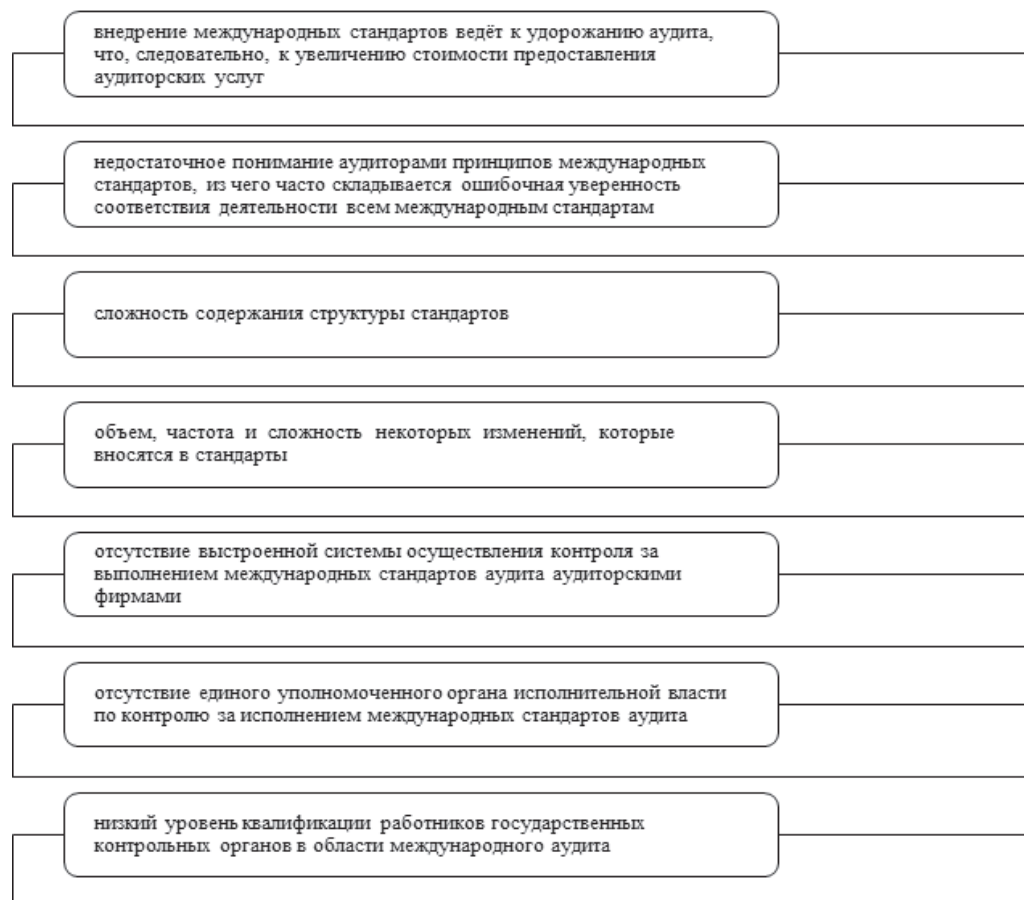 внедрение международных стандартов ведёт к удорожанию аудита,
что, следовательно, к увеличению стоимости предоставления
аудиторских услуг
недостаточное понимание аудиторами принципов международных
стандартов, из чего часто складывается ошибочная уверенность
соответствия деятельности всем международным стандартам
сложность содержания структуры стандартов
объем, частота и сложность некоторых изменений, которые
вносятся в стандарты
отсутствие выстроенной системы осуществления контроля за
выполнением международных стандартов аудита аудиторскими
фирмами
отсутствие единого уполномоченного органа исполнительной власти
по контролю за исполнением международных стандартов аудита
низкий уровень квалификации работников государственных
контрольных органов в области международного аудита